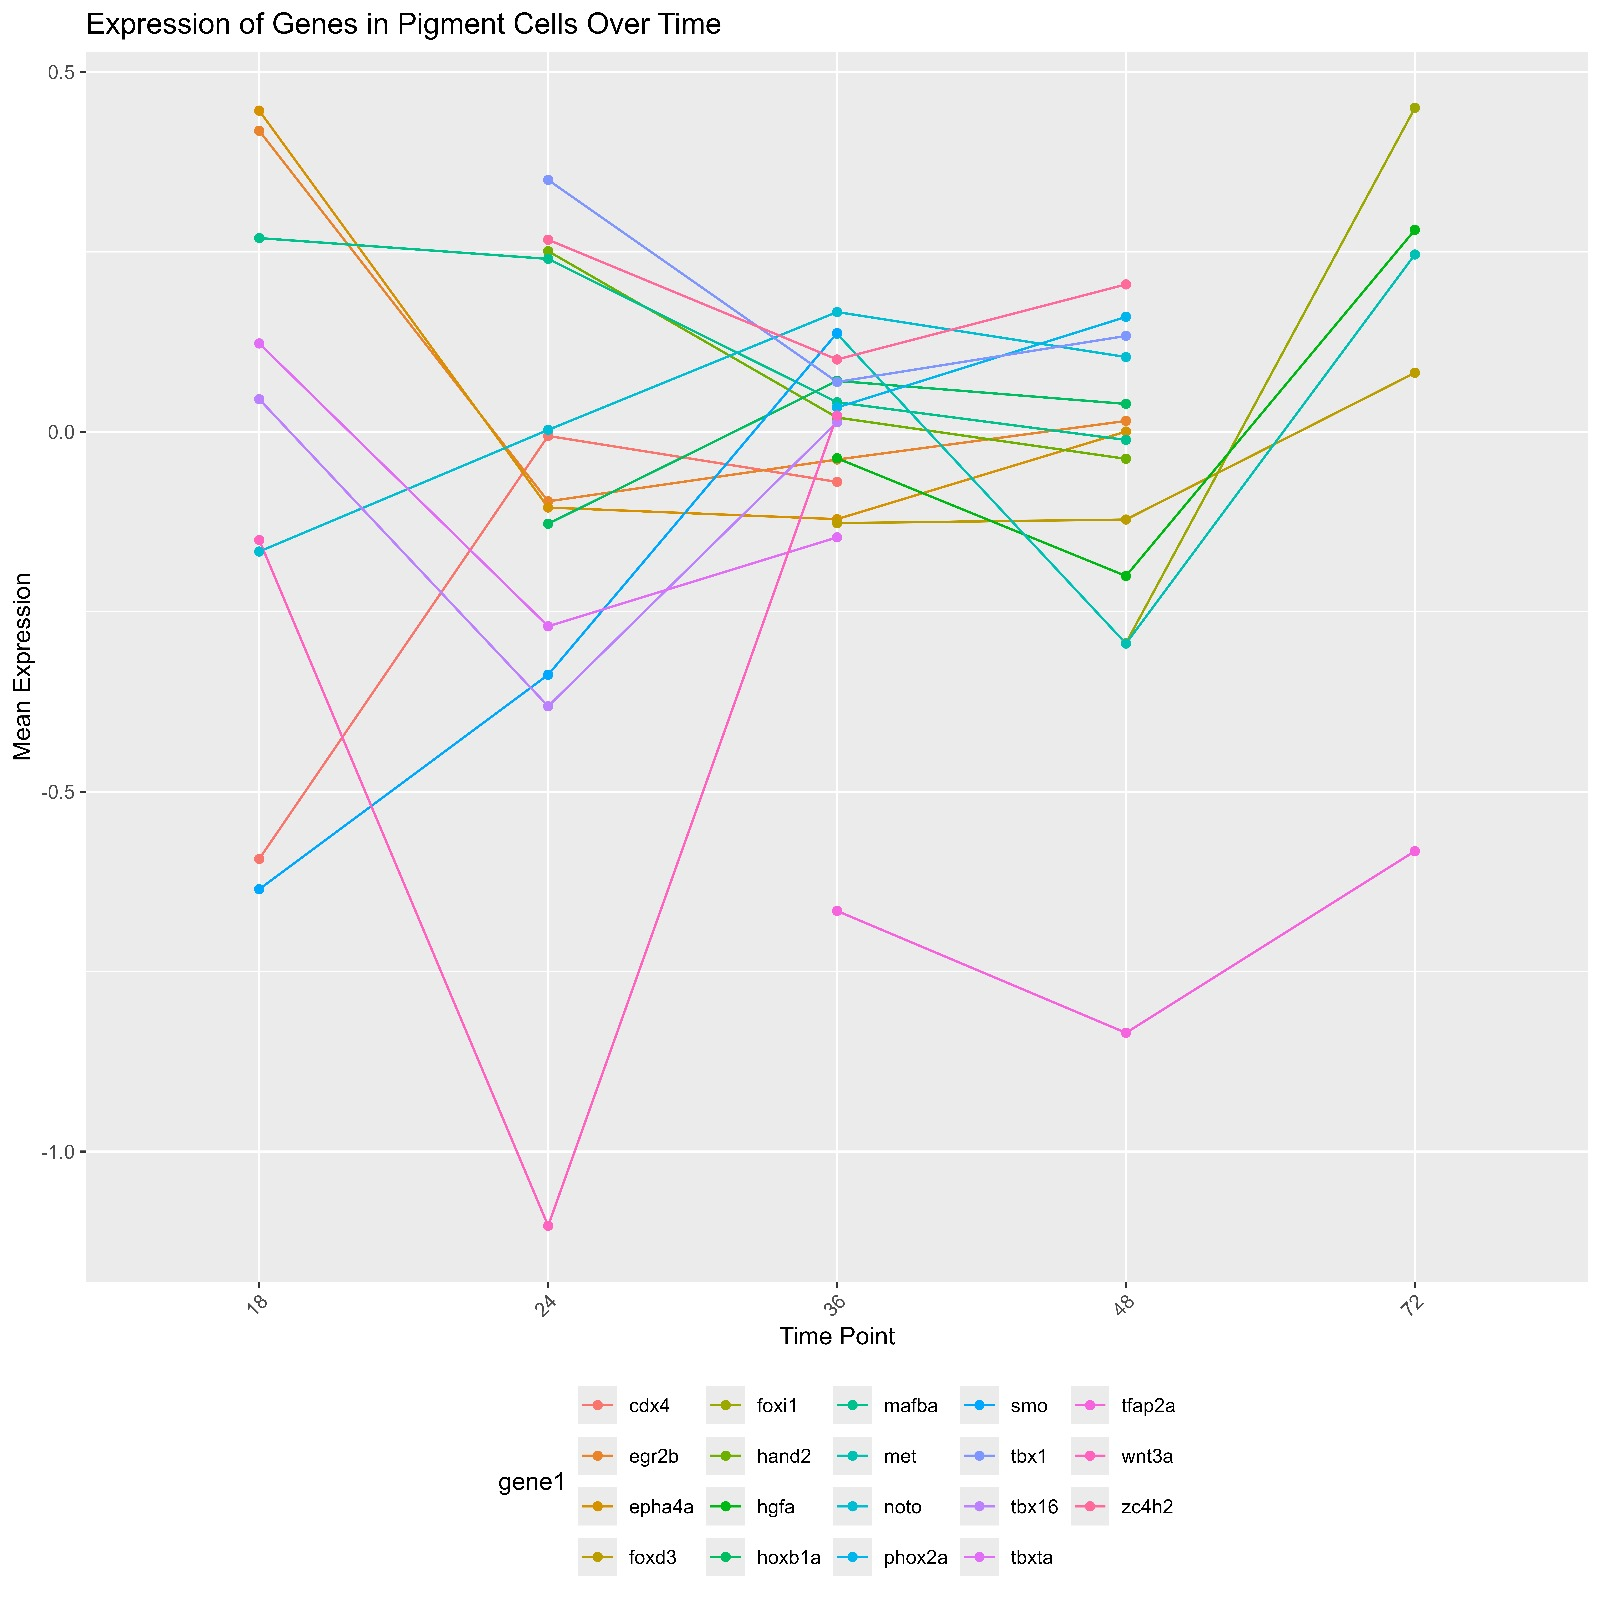 Expression of Genes in Pigment Cells Over Time
0.5
0.0
-0.5
-1.0
Mean Expression
18 24 36 48 72
Time Point
gene1
cdx4 foxi1 mafba smo tfap2a
egr2b hand2 met tbx1 wnt3a
epha4a hgfa noto tbx16 zc4h2
foxd3 hoxb1a phox2a tbxta